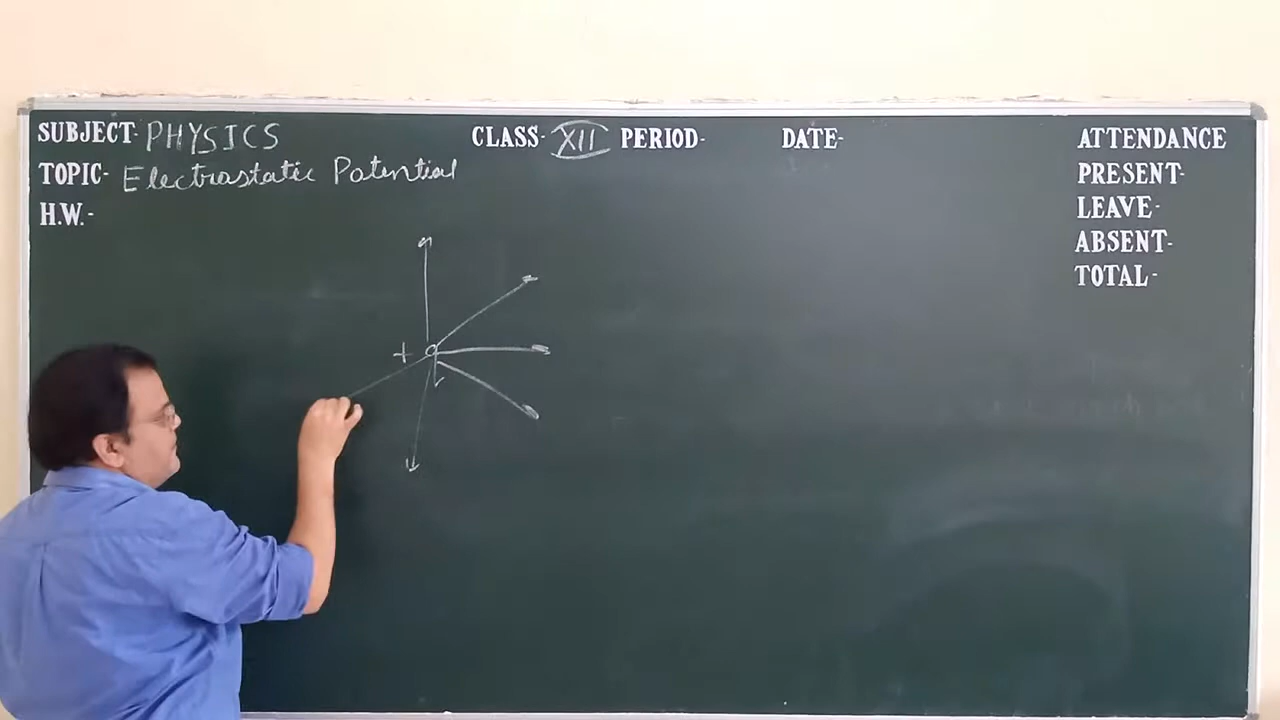 SUBJECT- PHYSICS CLASS- XII PERIOD- DATE- ATTENDANCE
TOPIC- Electrostatic Potential PRESENT-
H.W.- LEAVE-
ABSENT-
TOTAL-
+